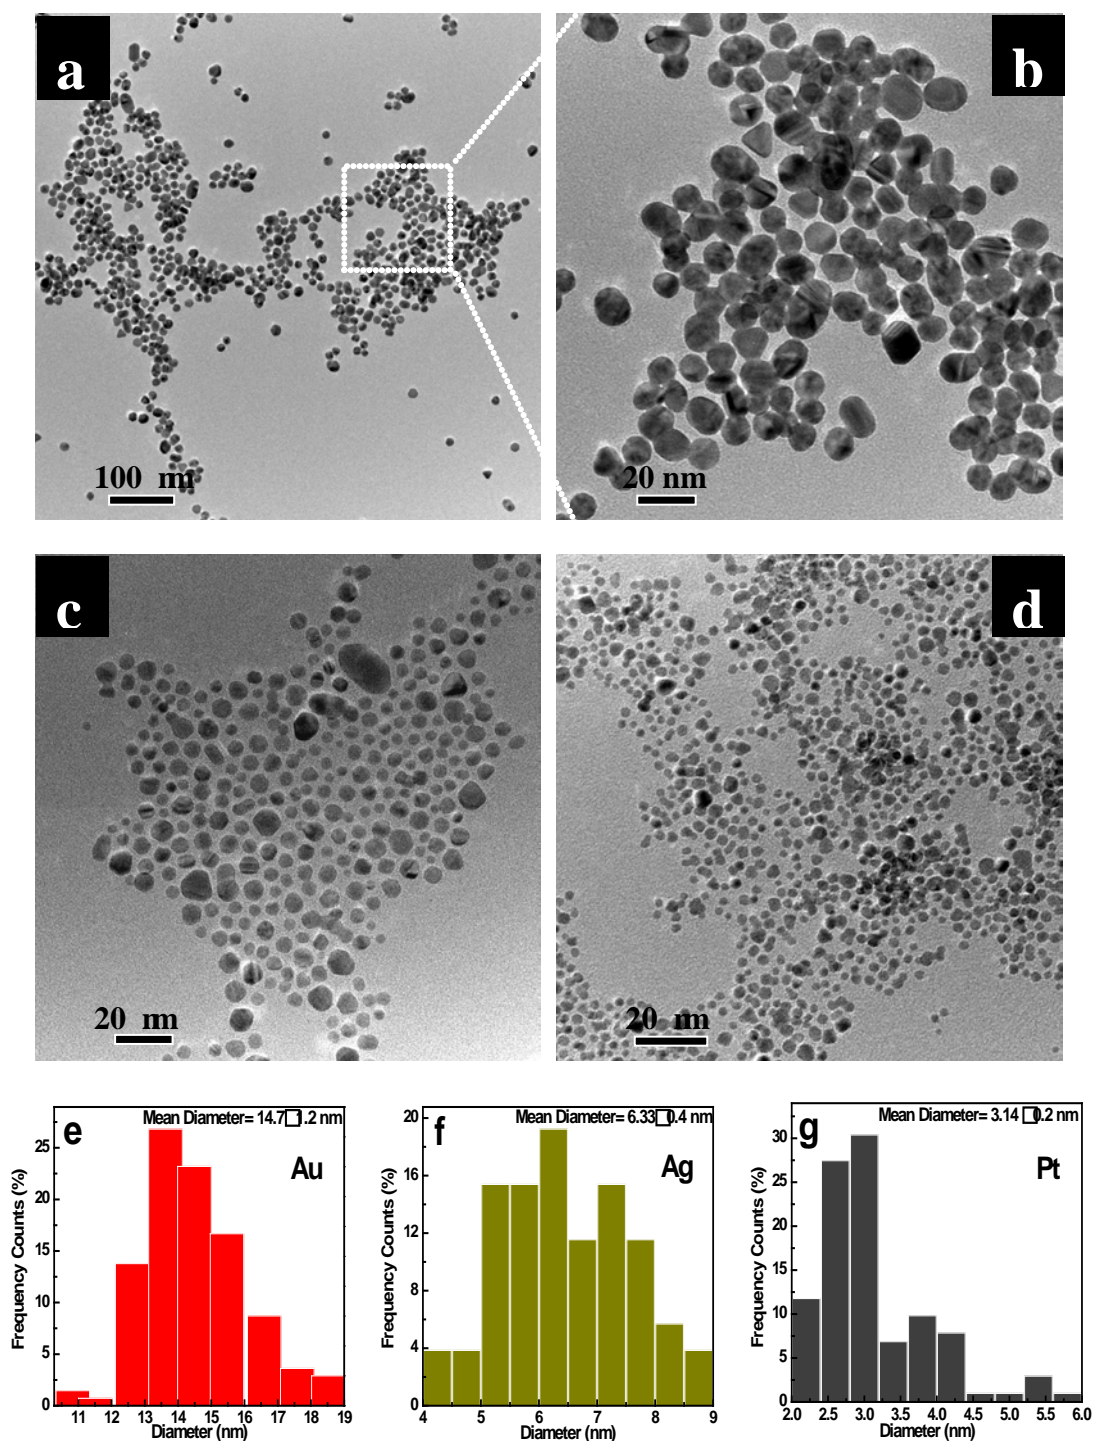 a
b
100 nm
20 nm
c
d
20 nm
20 nm
e
Mean Diameter= 14.7□1.2 nm
Au
Frequency Counts (%)
25
20
15
10
5
0
11 12 13 14 15 16 17 18 19
Diameter (nm)
f
Mean Diameter= 6.33□0.4 nm
Ag
Frequency Counts (%)
20
16
12
8
4
0
4 5 6 7 8 9
Diameter (nm)
g
Mean Diameter= 3.14□0.2 nm
Pt
Frequency Counts (%)
30
25
20
15
10
5
0
2.0 2.5 3.0 3.5 4.0 4.5 5.0 5.5 6.0
Diameter (nm)